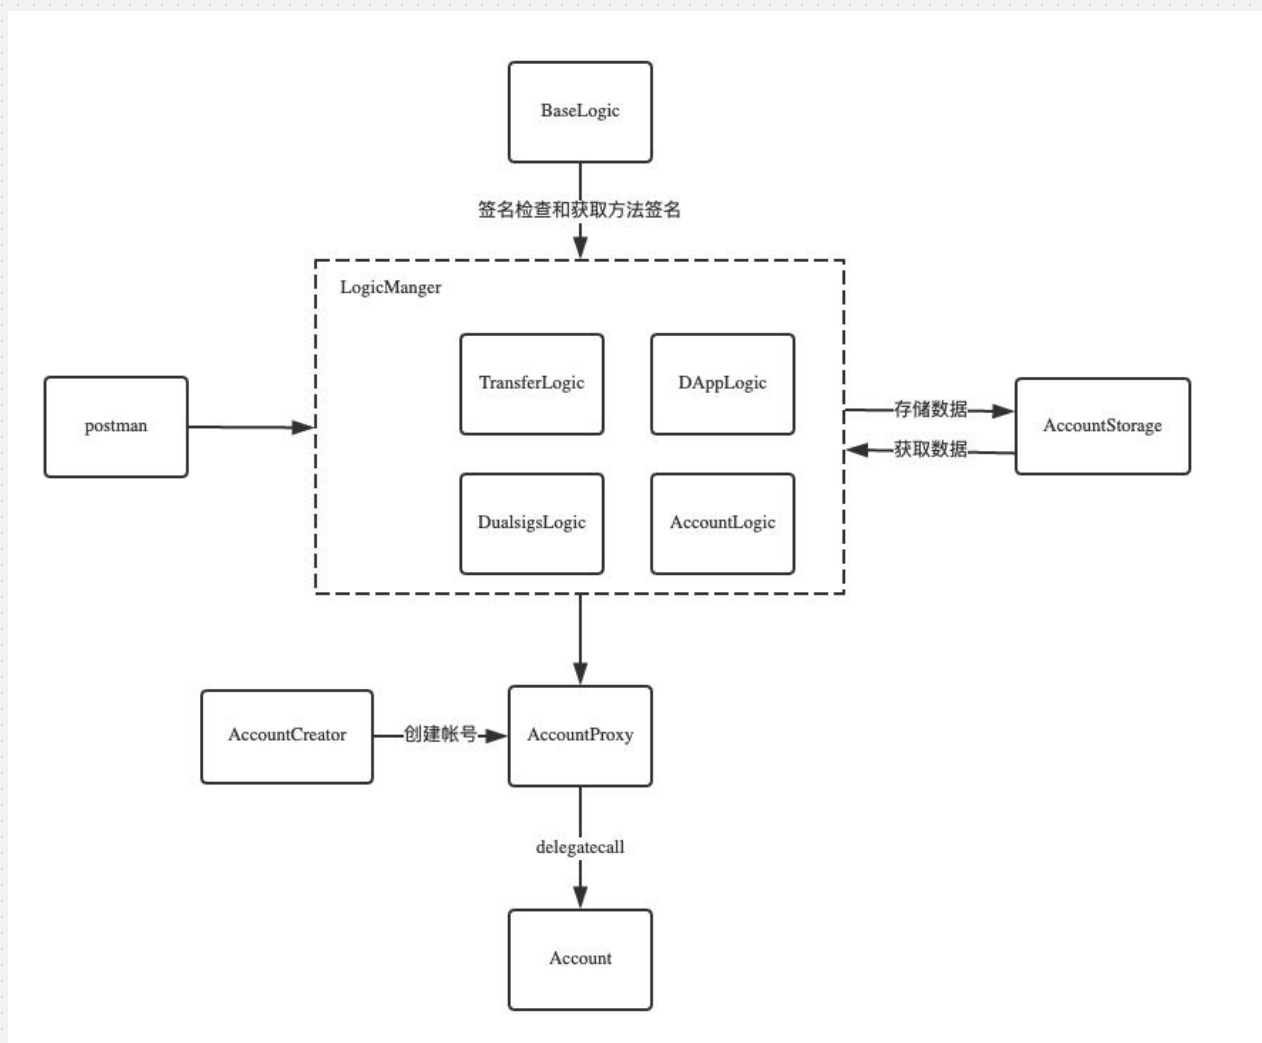 BaseLogic
签名检查和获取方法签名
LogicManger
TransferLogic
DAppLogic
postman
存储数据
AccountStorage
获取数据
DualsigsLogic
AccountLogic
AccountCreator
创建帐号
AccountProxy
delegatecall
Account